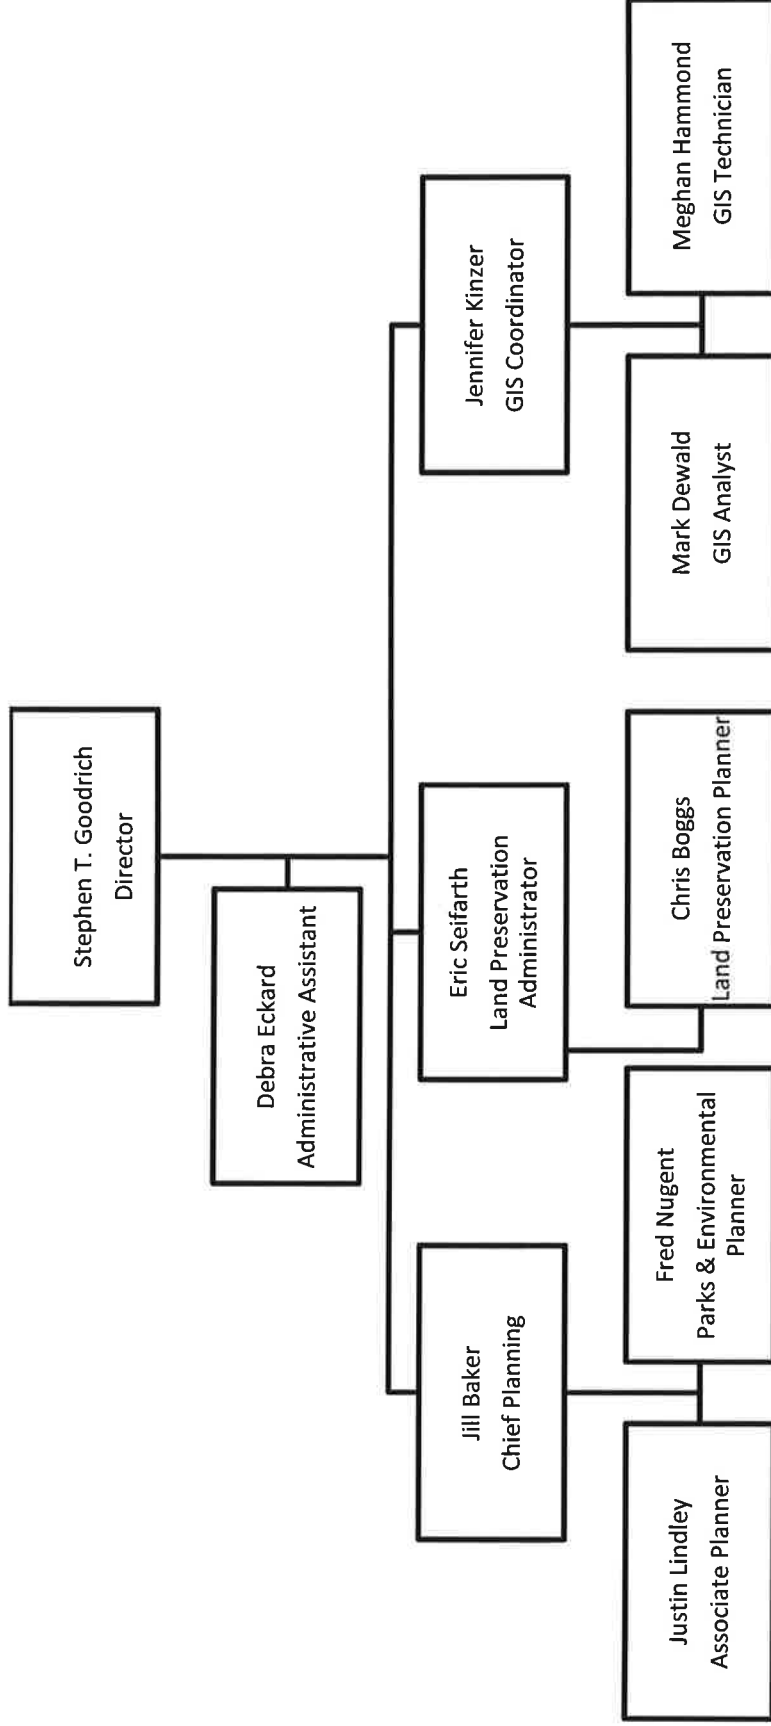 Stephen T. Goodrich
Director
Debra Eckard
Administrative Assistant
Jill Baker
Chief Planning
Eric Seifarth
Land Preservation
Administrator
Jennifer Kinzer
GIS Coordinator
Justin Lindley
Associate Planner
Fred Nugent
Parks & Environmental
Planner
Chris Boggs
Land Preservation Planner
Mark Dewald
GIS Analyst
Meghan Hammond
GIS Technician